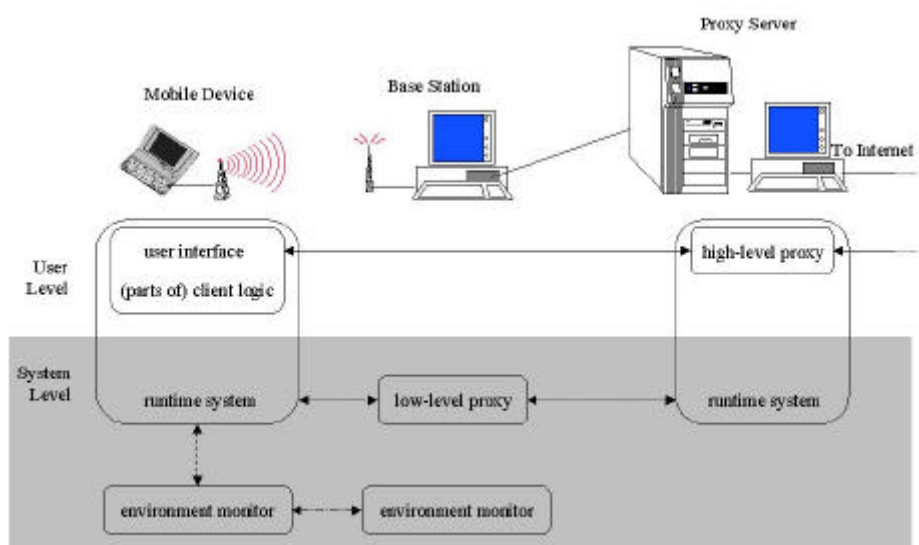 Proxy Server
Mobile Device
Base Station
To Internet
User
Level
user interface
(parts of) client logic
high-level proxy
System
Level
runtime system
low-level proxy
runtime system
environment monitor
environment monitor